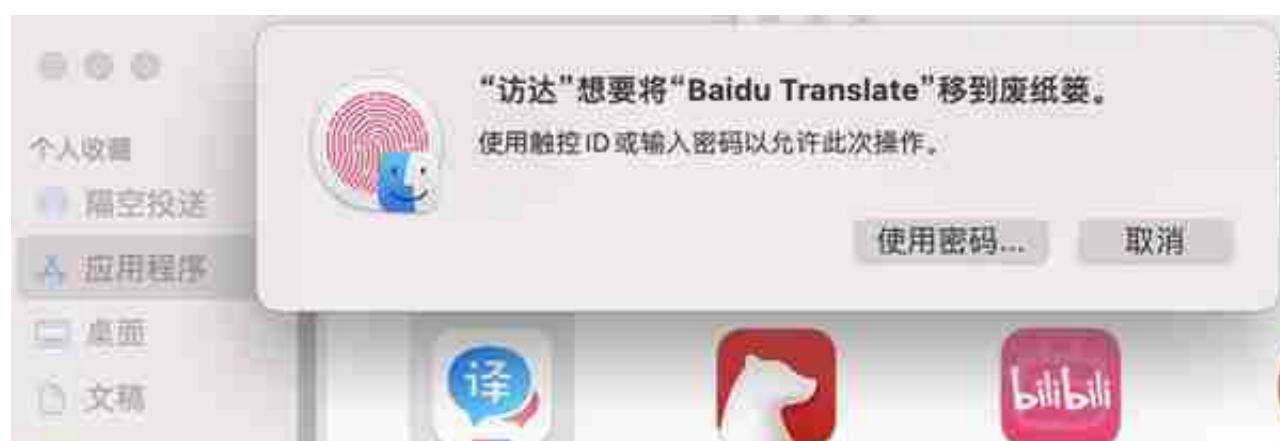 “访达”想要将“Baidu Translate”移到废纸篓。
使用触控 ID 或输入密码以允许此次操作。
使用密码...
取消
个人收藏
隔空投送
应用程序
桌面
文稿
译
bilibili